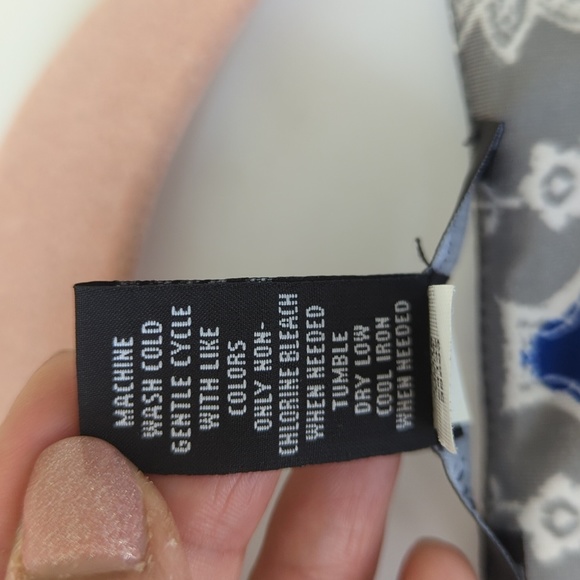 MACHINE
WASH COLD
GENTLE CYCLE
WITH LIKE
COLORS
ONLY NON-
CHLORINE BLEACH
WHEN NEEDED
TUMBLE
DRY LOW
COOL IRON
WHEN NEEDED